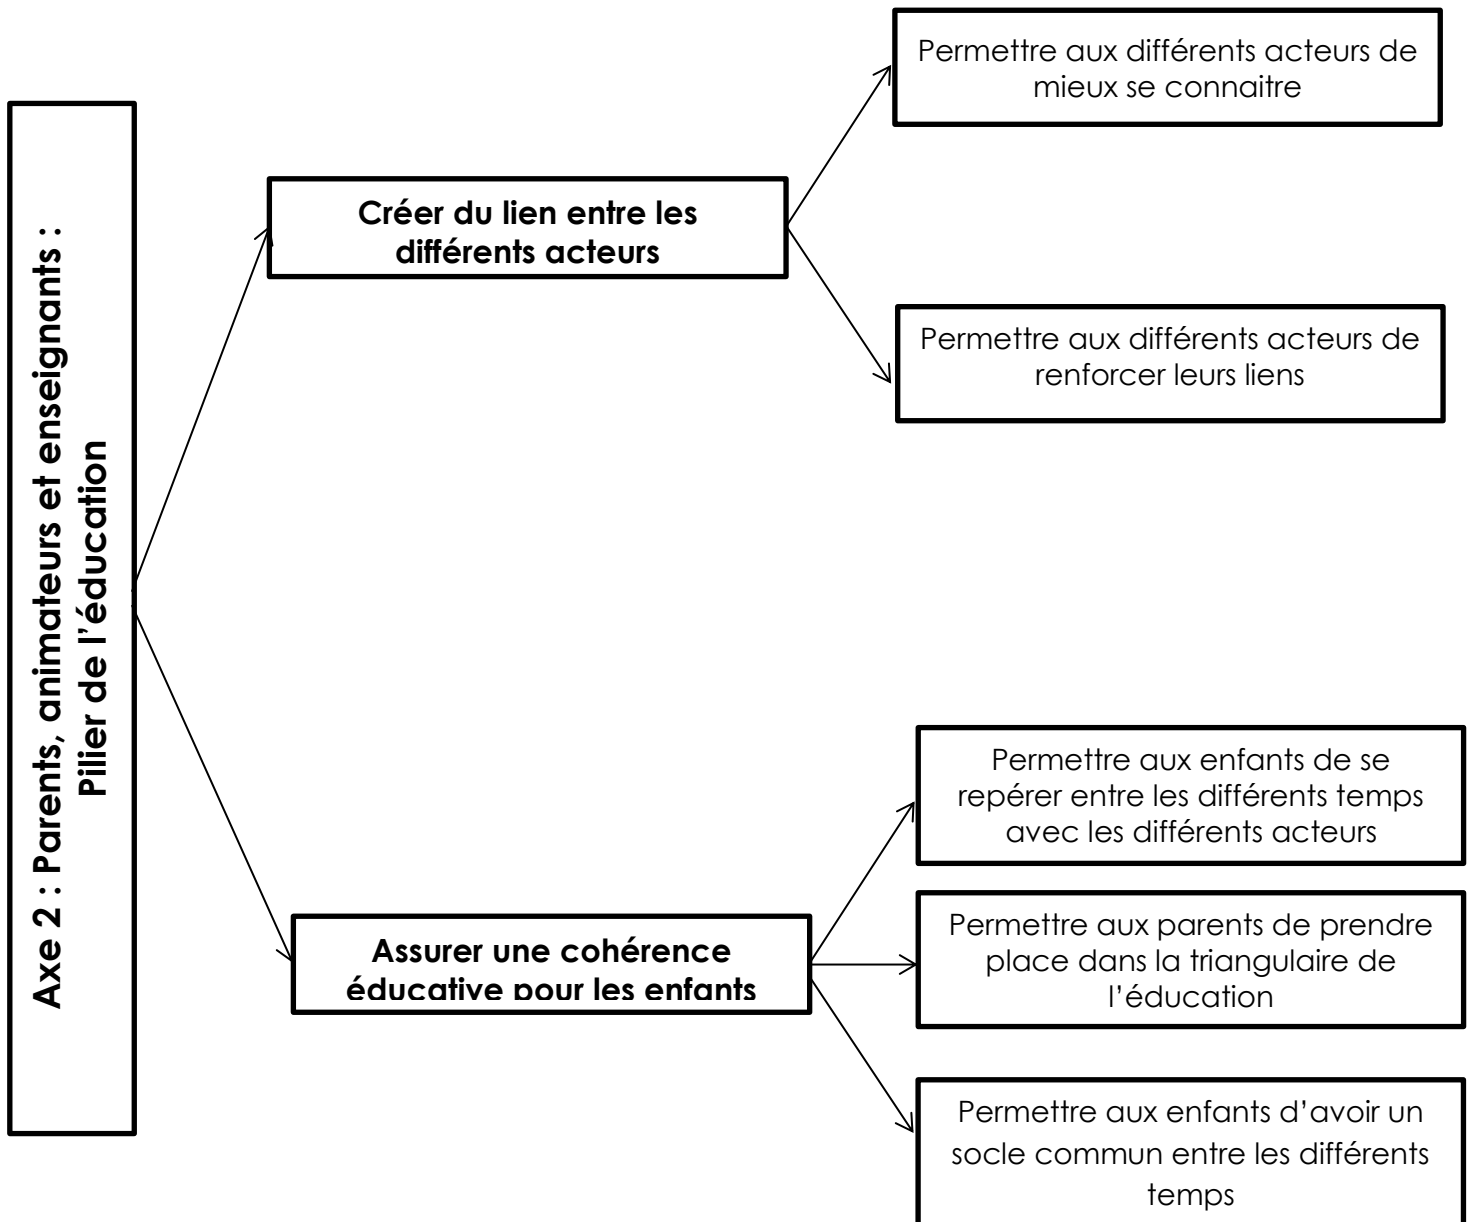 Axe 2 : Parents, animateurs et enseignants :
Pilier de l'éducation
Créer du lien entre les
différents acteurs
Permettre aux différents acteurs de
mieux se connaitre
Permettre aux différents acteurs de
renforcer leurs liens
Assurer une cohérence
éducative pour les enfants
Permettre aux enfants de se
repérer entre les différents temps
avec les différents acteurs
Permettre aux parents de prendre
place dans la triangulaire de
l'éducation
Permettre aux enfants d'avoir un
socle commun entre les différents
temps